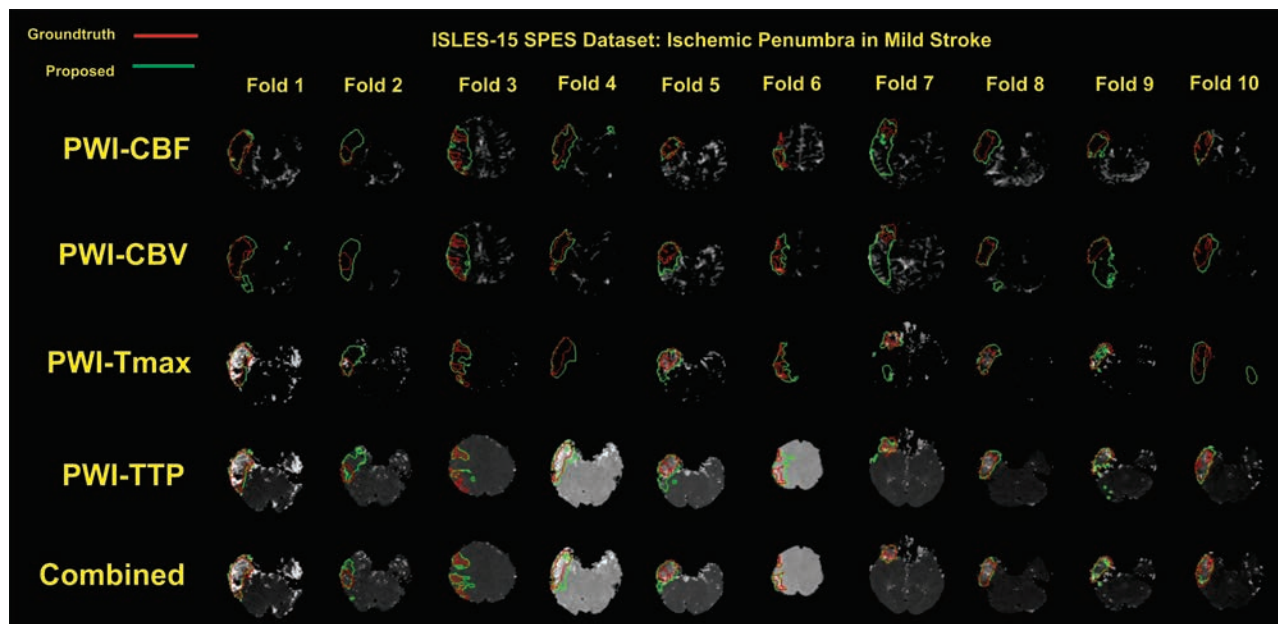 Groundtruth
ISLES-15 SPES Dataset: Ischemic Penumbra in Mild Stroke
Proposed
Fold 1 Fold 2 Fold 3 Fold 4 Fold 5 Fold 6 Fold 7 Fold 8 Fold 9 Fold 10
PWI-CBF
PWI-CBV
PWI-Tmax
PWI-TTP
Combined